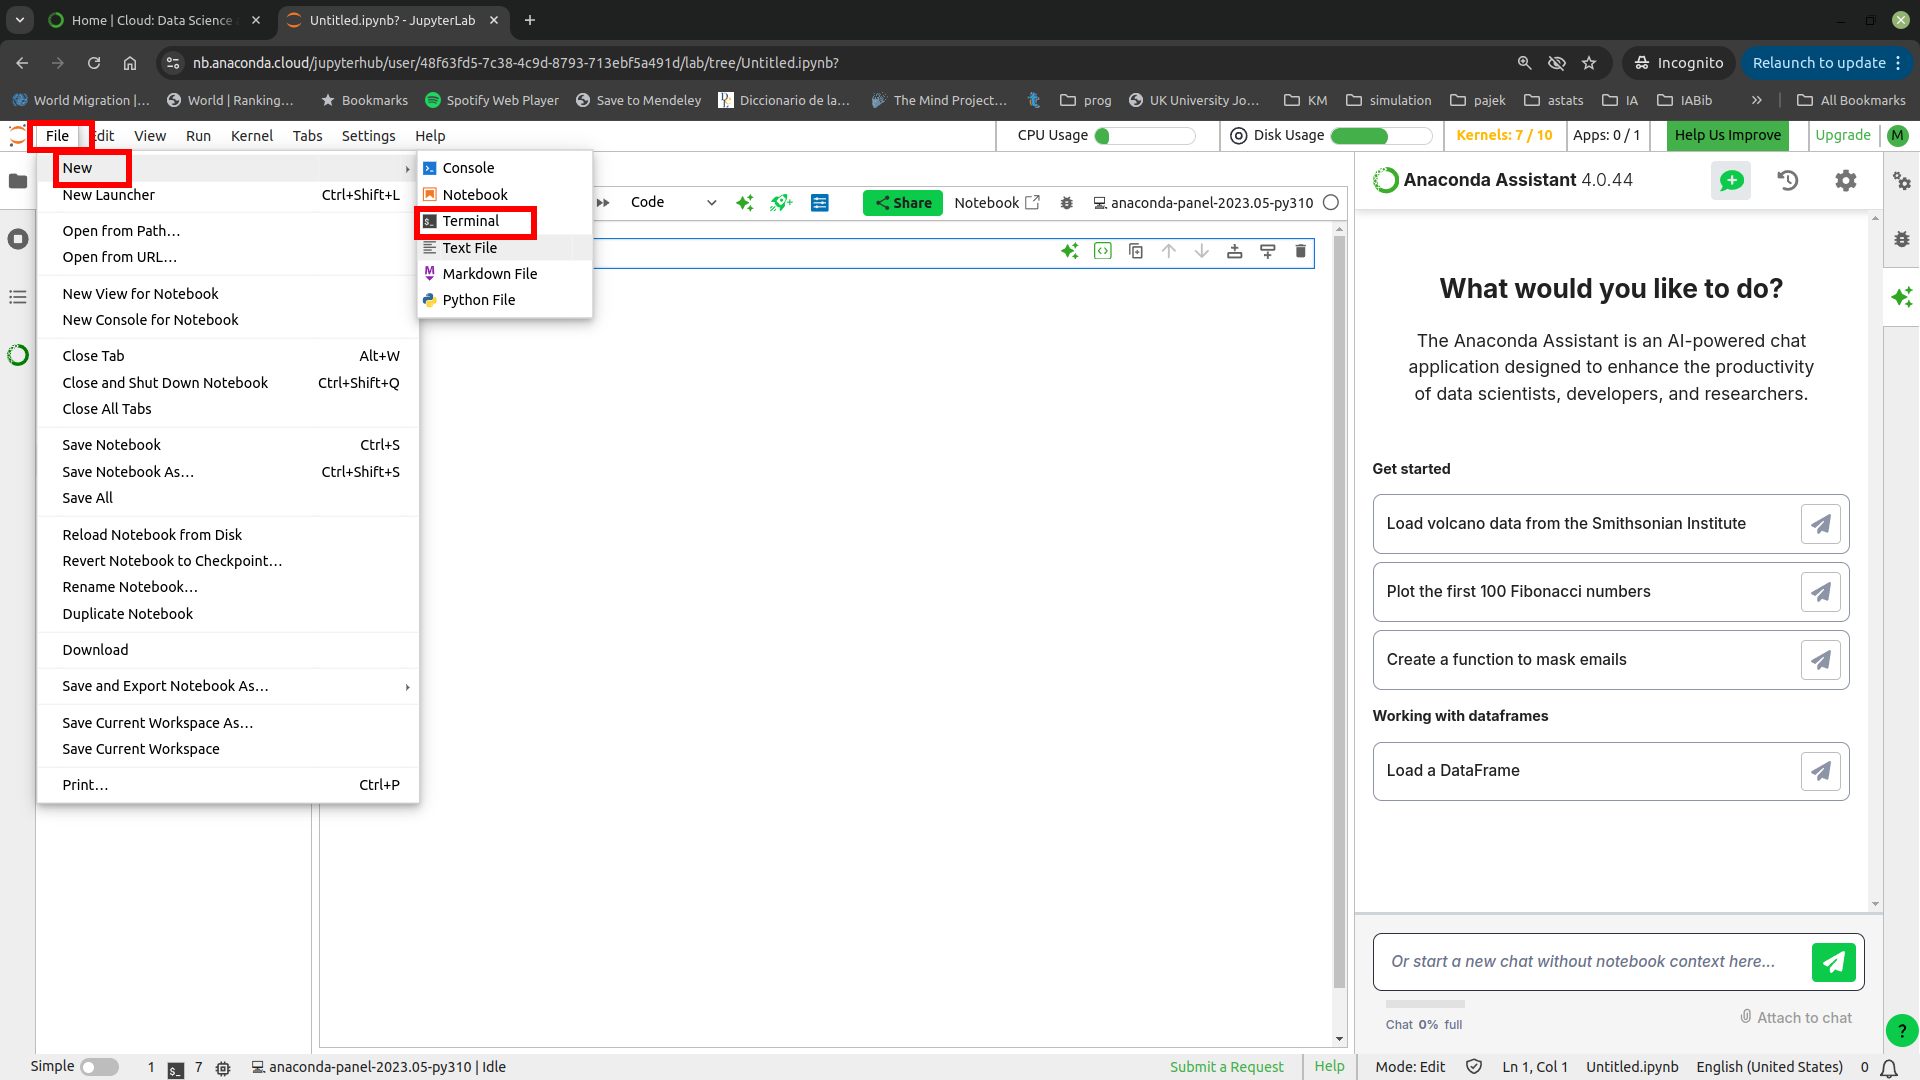 Home | Cloud: Data Science
Untitled.ipynb? - JupyterLab
nb.anaconda.cloud/jupyterhub/user/48f63fd5-7c38-4c9d-8793-713ebf5a491d/lab/tree/Untitled.ipynb?
Incognito
Relaunch to update
World Migration |...
World | Ranking...
Bookmarks
Spotify Web Player
Save to Mendeley
Diccionario de la...
The Mind Project...
prog
UK University Jo...
KM
simulation
pajek
astats
IA
IABib
»
All Bookmarks
File
dit
View
Run
Kernel
Tabs
Settings
Help
CPU Usage
Disk Usage
Kernels: 7 / 10
Apps: 0 / 1
Help Us Improve
Upgrade
M
New
New Launcher Ctrl+Shift+L
Open from Path...
Open from URL...
New View for Notebook
New Console for Notebook
Close Tab Alt+W
Close and Shut Down Notebook Ctrl+Shift+Q
Close All Tabs
Save Notebook Ctrl+S
Save Notebook As... Ctrl+Shift+S
Save All
Reload Notebook from Disk
Revert Notebook to Checkpoint...
Rename Notebook...
Duplicate Notebook
Download
Save and Export Notebook As...
Save Current Workspace As...
Save Current Workspace
Print... Ctrl+P
Console
Notebook
Terminal
Text File
Markdown File
Python File
Code
Share
Notebook
anaconda-panel-2023.05-py310
Anaconda Assistant 4.0.44
What would you like to do?
The Anaconda Assistant is an AI-powered chat
application designed to enhance the productivity
of data scientists, developers, and researchers.
Get started
Load volcano data from the Smithsonian Institute
Plot the first 100 Fibonacci numbers
Create a function to mask emails
Working with dataframes
Load a DataFrame
Or start a new chat without notebook context here...
Chat 0% full
Attach to chat
?
Simple
1
7
anaconda-panel-2023.05-py310 | Idle
Submit a Request
Help
Mode: Edit
Ln 1, Col 1
Untitled.ipynb
English (United States)
0